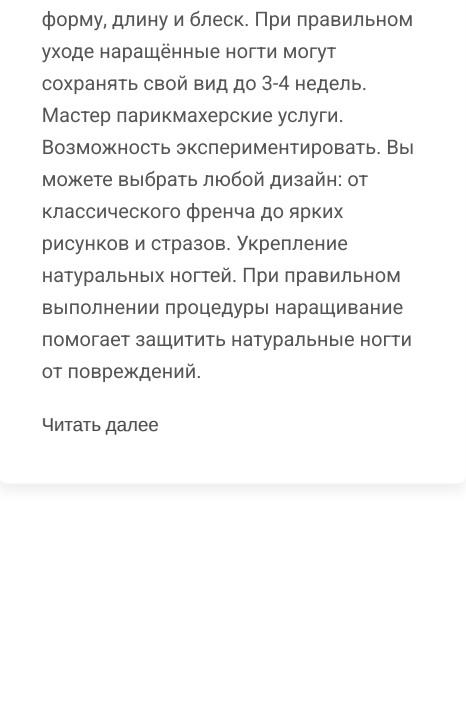 форму, длину и блеск. При правильном
уходе наращённые ногти могут
сохранять свой вид до 3-4 недель.
Мастер парикмахерские услуги.
Возможность экспериментировать. Вы
можете выбрать любой дизайн: от
классического френча до ярких
рисунков и стразов. Укрепление
натуральных ногтей. При правильном
выполнении процедуры наращивание
помогает защитить натуральные ногти
от повреждений.
Читать далее